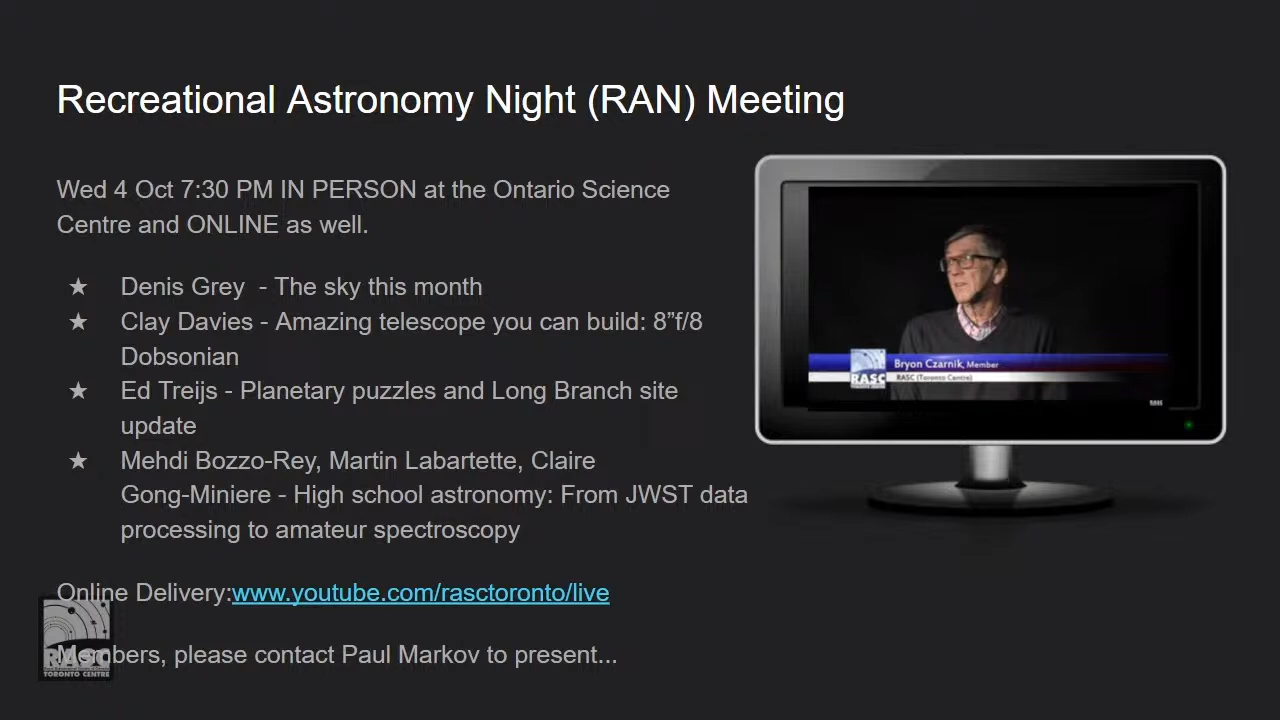 Recreational Astronomy Night (RAN) Meeting
Wed 4 Oct 7:30 PM IN PERSON at the Ontario Science
Centre and ONLINE as well.
★ Denis Grey  - The sky this month
★ Clay Davies - Amazing telescope you can build: 8”f/8
Dobsonian
★ Ed Treijs - Planetary puzzles and Long Branch site
update
★ Mehdi Bozzo-Rey, Martin Labartette, Claire
Gong-Miniere - High school astronomy: From JWST data
processing to amateur spectroscopy
Online Delivery:www.youtube.com/rasctoronto/live
Members, please contact Paul Markov to present...
RASC
Bryon Czarnik, Member
RASC (Toronto Centre)
RASC
RASC
TORONTO CENTRE